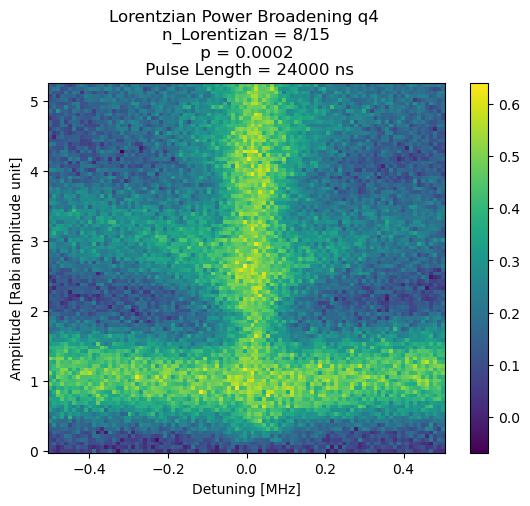 Lorentzian Power Broadening q4
n_Lorentizan = 8/15
p = 0.0002
Pulse Length = 24000 ns
Amplitude [Rabi amplitude unit]
5
4
3
2
1
0
−0.4 −0.2 0.0 0.2 0.4
Detuning [MHz]
0.6
0.5
0.4
0.3
0.2
0.1
0.0